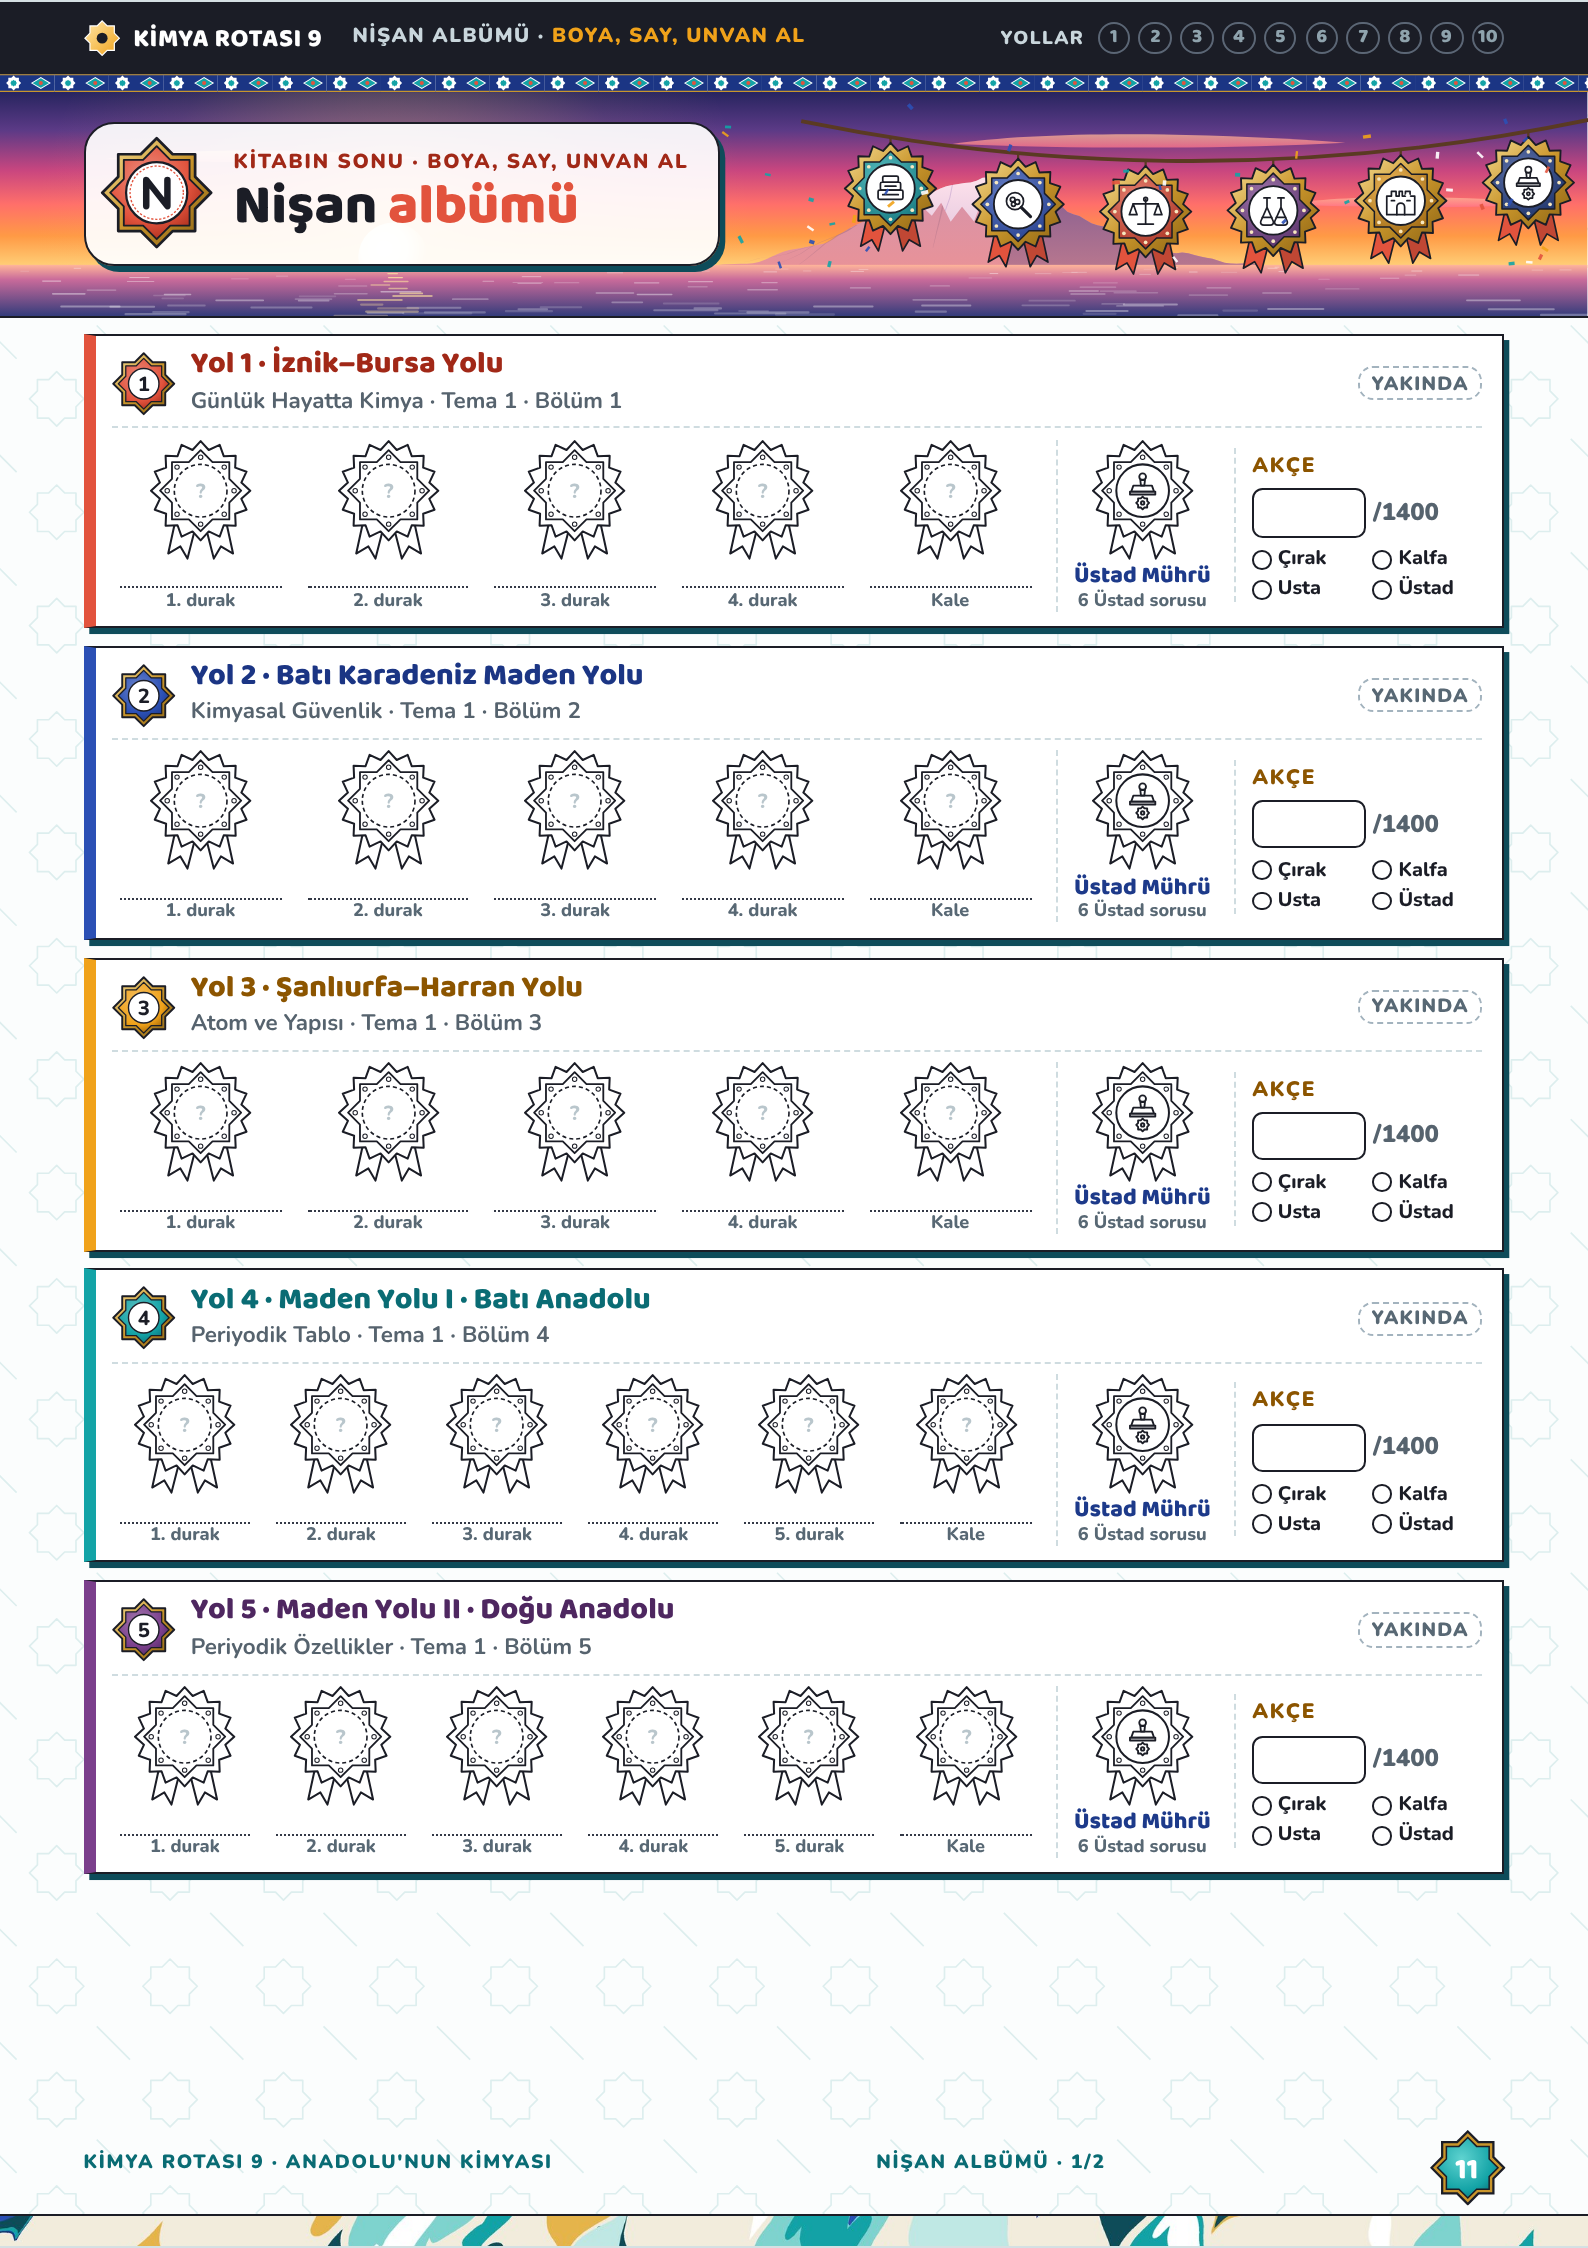 KİMYA ROTASI 9 NİŞAN ALBÜMÜ · BOYA, SAY, UNVAN AL YOLLAR 1 2 3 4 5 6 7 8 9 10
N
KİTABIN SONU · BOYA, SAY, UNVAN AL
Nişan albümü
1 Yol 1 · İznik–Bursa Yolu
Günlük Hayatta Kimya · Tema 1 · Bölüm 1
YAKINDA
? ? ? ? ?
AKÇE
/1400
Çırak Kalfa
Usta Üstad
Üstad Mührü
1. durak 2. durak 3. durak 4. durak Kale 6 Üstad sorusu
2 Yol 2 · Batı Karadeniz Maden Yolu
Kimyasal Güvenlik · Tema 1 · Bölüm 2
YAKINDA
? ? ? ? ?
AKÇE
/1400
Çırak Kalfa
Usta Üstad
Üstad Mührü
1. durak 2. durak 3. durak 4. durak Kale 6 Üstad sorusu
3 Yol 3 · Şanlıurfa–Harran Yolu
Atom ve Yapısı · Tema 1 · Bölüm 3
YAKINDA
? ? ? ? ?
AKÇE
/1400
Çırak Kalfa
Usta Üstad
Üstad Mührü
1. durak 2. durak 3. durak 4. durak Kale 6 Üstad sorusu
4 Yol 4 · Maden Yolu I · Batı Anadolu
Periyodik Tablo · Tema 1 · Bölüm 4
YAKINDA
? ? ? ? ? ?
AKÇE
/1400
Çırak Kalfa
Usta Üstad
Üstad Mührü
1. durak 2. durak 3. durak 4. durak 5. durak Kale 6 Üstad sorusu
5 Yol 5 · Maden Yolu II · Doğu Anadolu
Periyodik Özellikler · Tema 1 · Bölüm 5
YAKINDA
? ? ? ? ? ?
AKÇE
/1400
Çırak Kalfa
Usta Üstad
Üstad Mührü
1. durak 2. durak 3. durak 4. durak 5. durak Kale 6 Üstad sorusu
KİMYA ROTASI 9 · ANADOLU'NUN KİMYASI NİŞAN ALBÜMÜ · 1/2 11